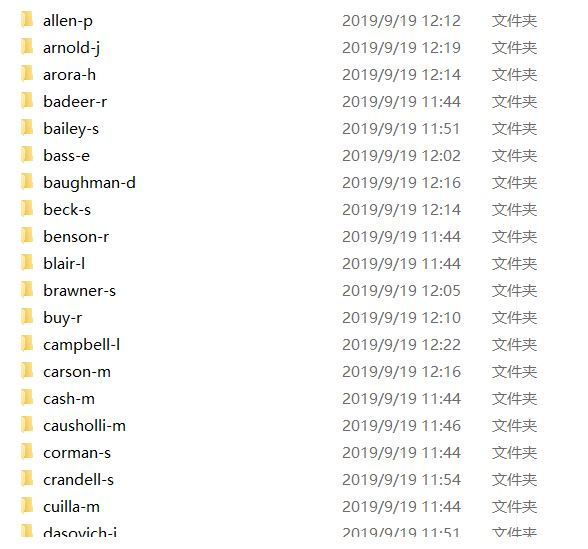 allen-p 2019/9/19 12:12 文件夹
arnold-j 2019/9/19 12:19 文件夹
arora-h 2019/9/19 12:14 文件夹
badeer-r 2019/9/19 11:44 文件夹
bailey-s 2019/9/19 11:51 文件夹
bass-e 2019/9/19 12:02 文件夹
baughman-d 2019/9/19 12:16 文件夹
beck-s 2019/9/19 12:14 文件夹
benson-r 2019/9/19 11:44 文件夹
blair-l 2019/9/19 11:44 文件夹
brawner-s 2019/9/19 12:05 文件夹
buy-r 2019/9/19 12:10 文件夹
campbell-l 2019/9/19 12:22 文件夹
carson-m 2019/9/19 12:16 文件夹
cash-m 2019/9/19 11:44 文件夹
causholli-m 2019/9/19 11:46 文件夹
corman-s 2019/9/19 11:44 文件夹
crandell-s 2019/9/19 11:54 文件夹
cuilla-m 2019/9/19 11:44 文件夹
dasovich-j 2019/9/19 11:51 文件夹